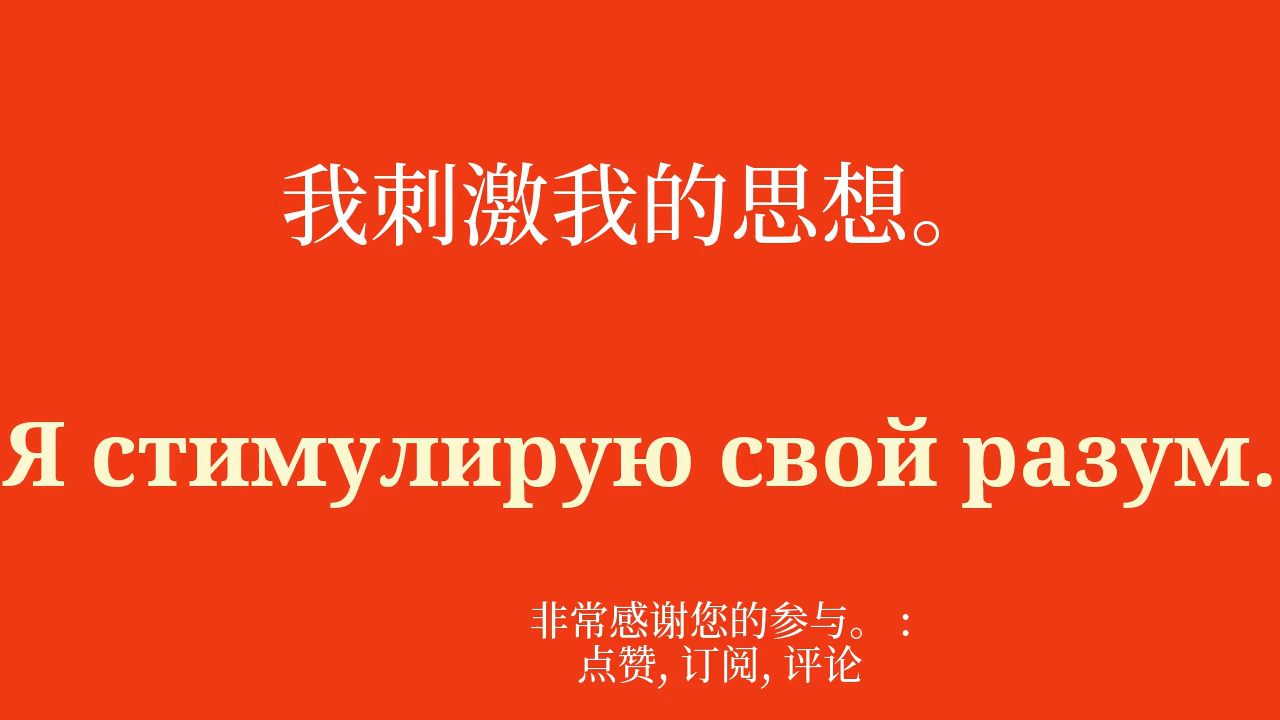 我刺激我的思想。
Я стимулирую свой разум.
非常感谢您的参与。 :
点赞, 订阅, 评论